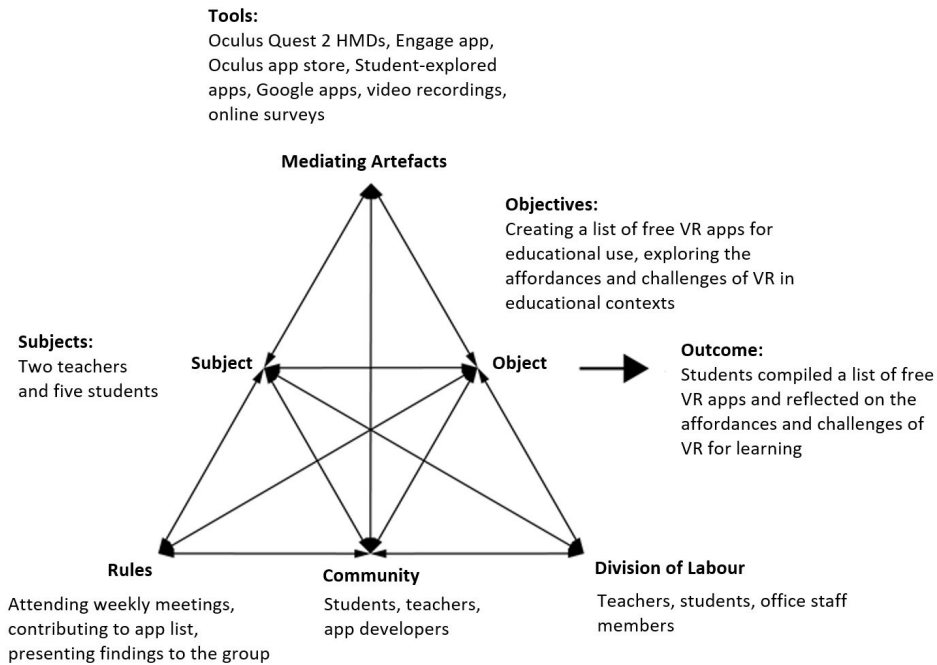 Tools:
Oculus Quest 2 HMDs, Engage app,
Oculus app store, Student-explored
apps, Google apps, video recordings,
online surveys
Mediating Artefacts
Objectives:
Creating a list of free VR apps for
educational use, exploring the
affordances and challenges of VR in
educational contexts
Subjects:
Two teachers
and five students
Subject
Object
Outcome:
Students compiled a list of free
VR apps and reflected on the
affordances and challenges of
VR for learning
Rules
Attending weekly meetings,
contributing to app list,
presenting findings to the group
Community
Students, teachers,
app developers
Division of Labour
Teachers, students, office staff
members